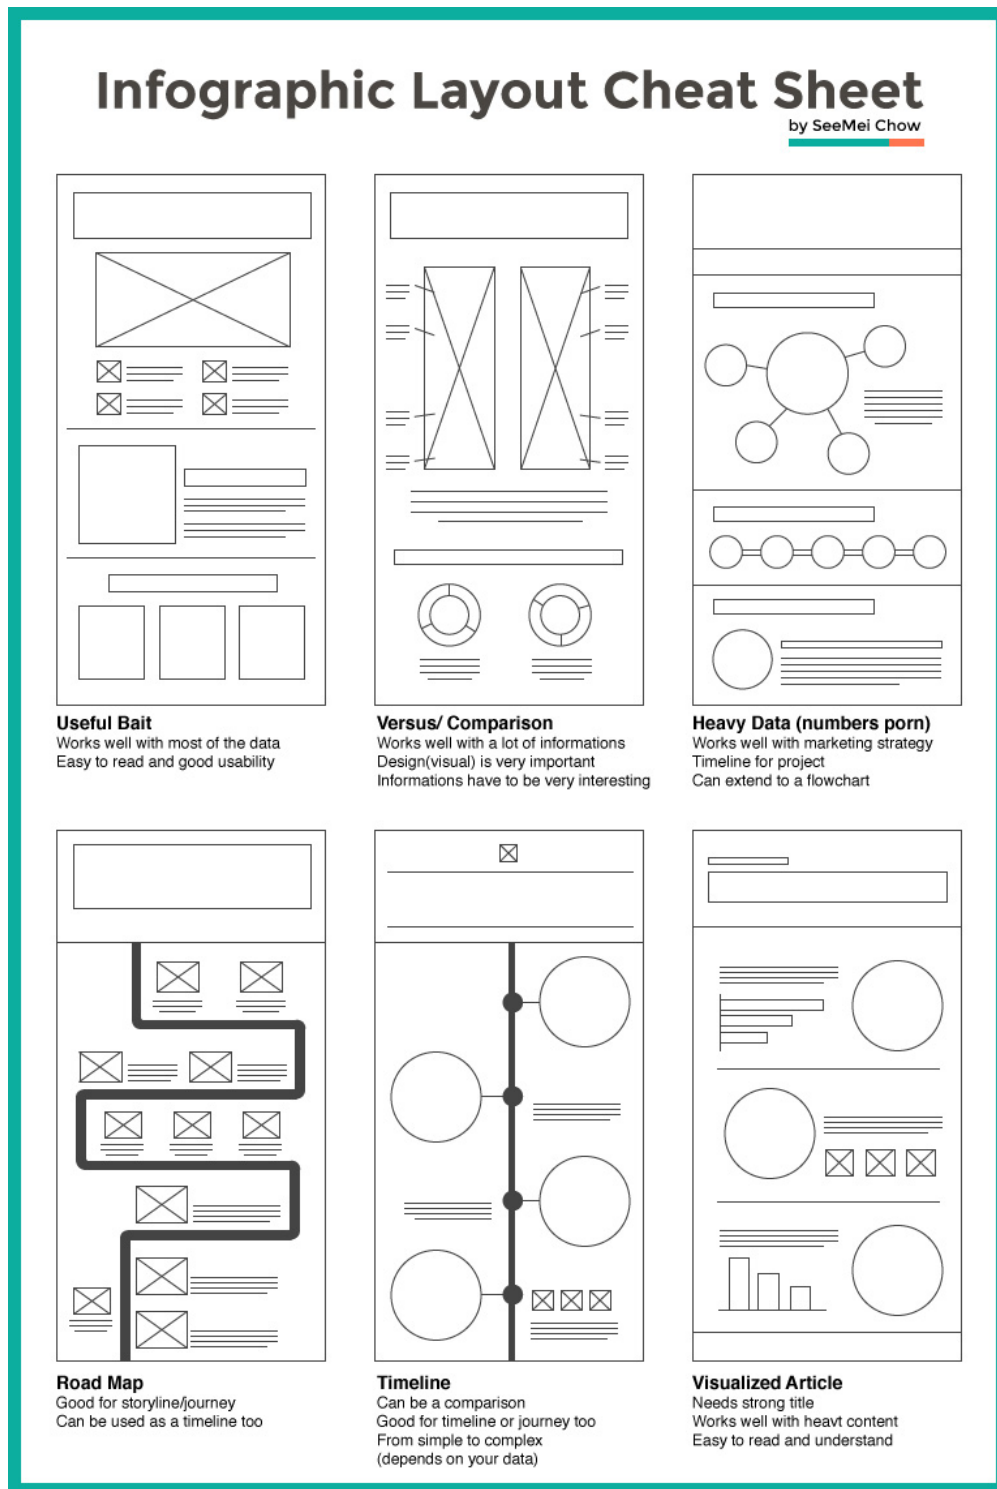 Infographic Layout Cheat Sheet
by SeeMei Chow
Useful Bait
Works well with most of the data
Easy to read and good usability
Versus/ Comparison
Works well with a lot of informations
Design(visual) is very important
Informations have to be very interesting
Heavy Data (numbers porn)
Works well with marketing strategy
Timeline for project
Can extend to a flowchart
Road Map
Good for storyline/journey
Can be used as a timeline too
Timeline
Can be a comparison
Good for timeline or journey too
From simple to complex
(depends on your data)
Visualized Article
Needs strong title
Works well with heavt content
Easy to read and understand